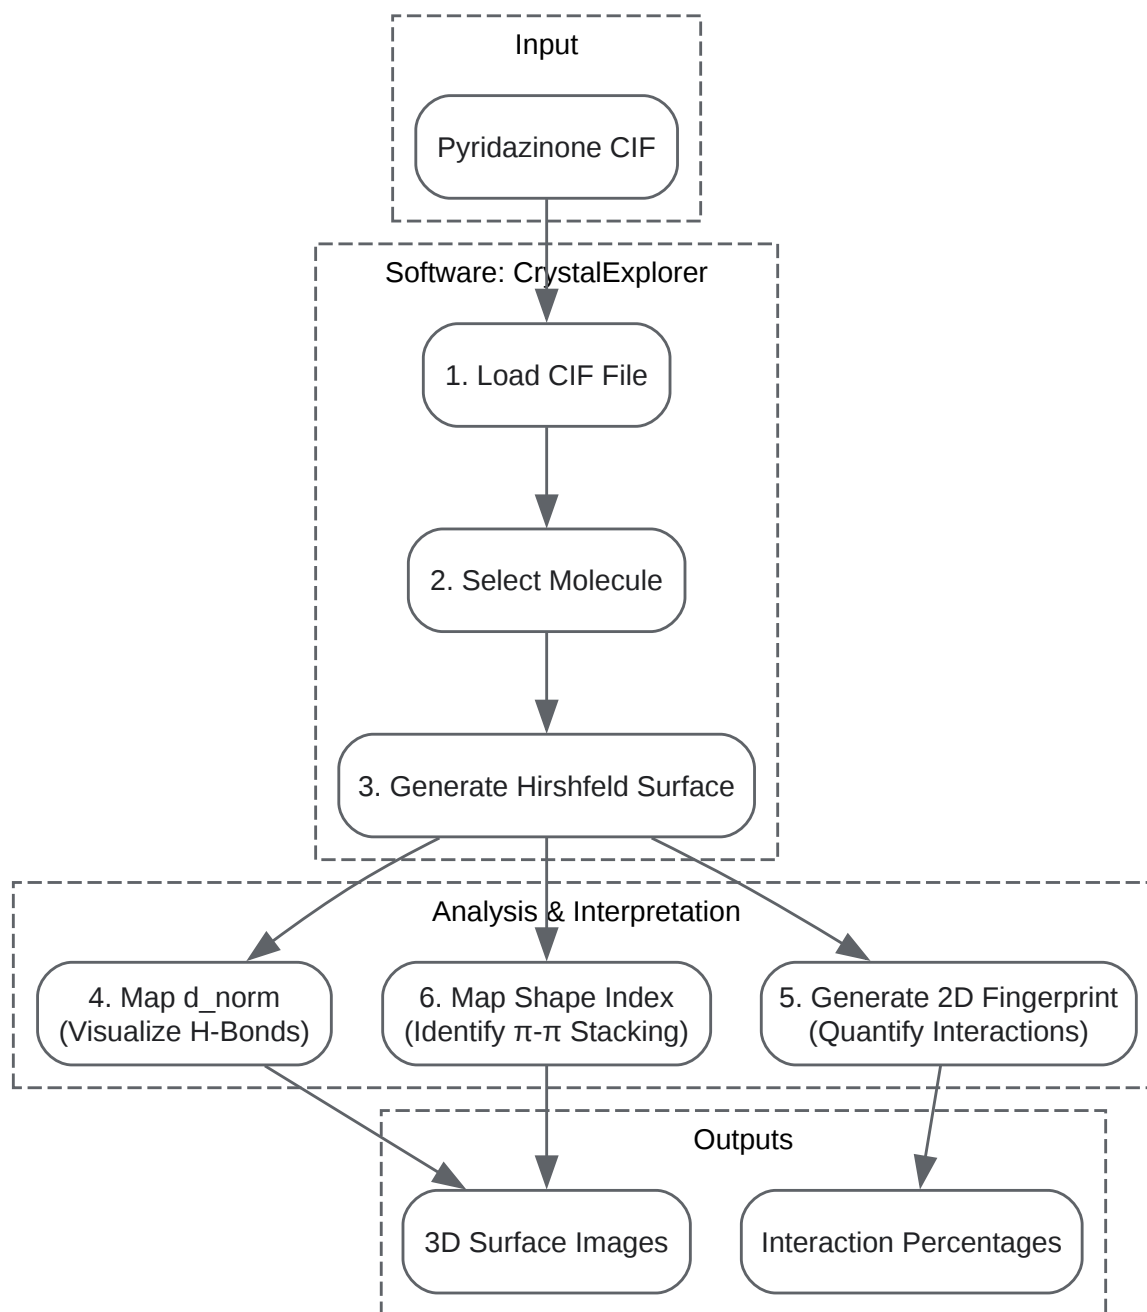 Input
Pyridazinone CIF
Software: CrystalExplorer
1. Load CIF File
2. Select Molecule
3. Generate Hirshfeld Surface
Analysis & Interpretation
4. Map d_norm
(Visualize H-Bonds)
6. Map Shape Index
(Identify π-π Stacking)
5. Generate 2D Fingerprint
(Quantify Interactions)
Outputs
3D Surface Images
Interaction Percentages